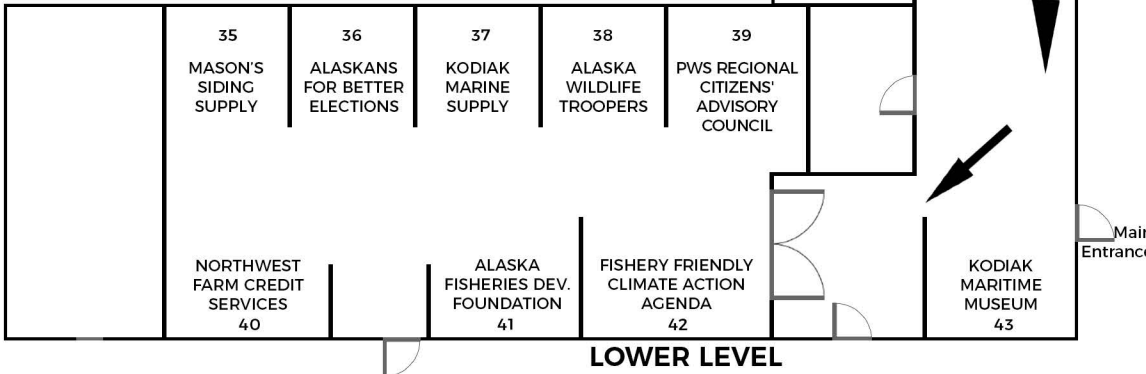 35
MASON'S
SIDING
SUPPLY
36
ALASKANS
FOR BETTER
ELECTIONS
37
KODIAK
MARINE
SUPPLY
38
ALASKA
WILDLIFE
TROOPERS
39
PWS REGIONAL
CITIZENS'
ADVISORY
COUNCIL
Main
Entrance
NORTHWEST
FARM CREDIT
SERVICES
40
ALASKA
FISHERIES DEV.
FOUNDATION
41
FISHERY FRIENDLY
CLIMATE ACTION
AGENDA
42
KODIAK
MARITIME
MUSEUM
43
LOWER LEVEL